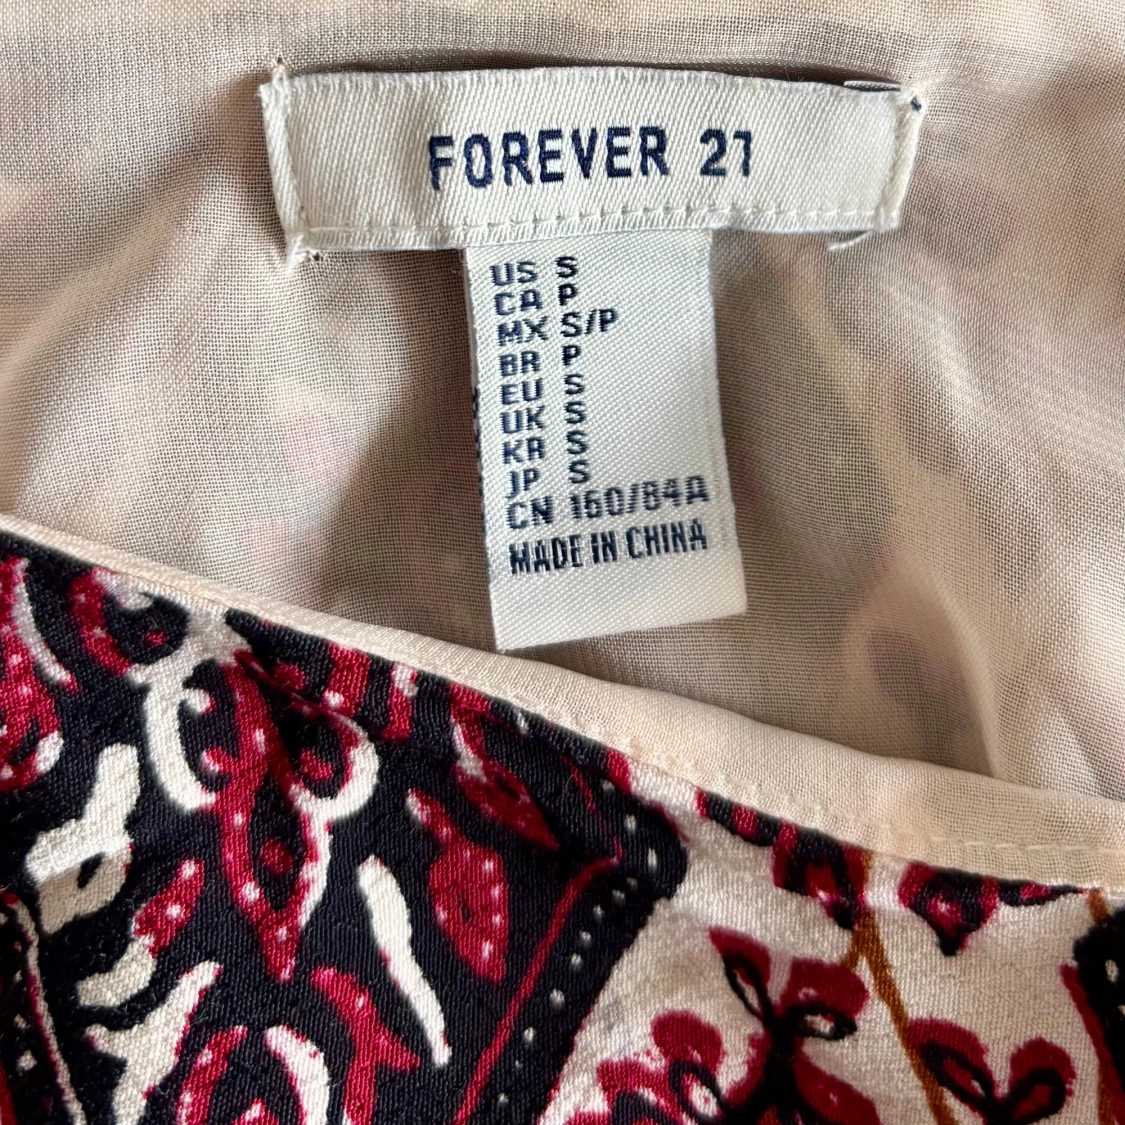 FOREVER 21
US S
CA P
MX S/P
BR P
EU S
UK S
KR S
JP S
CN 160/84A
MADE IN CHINA